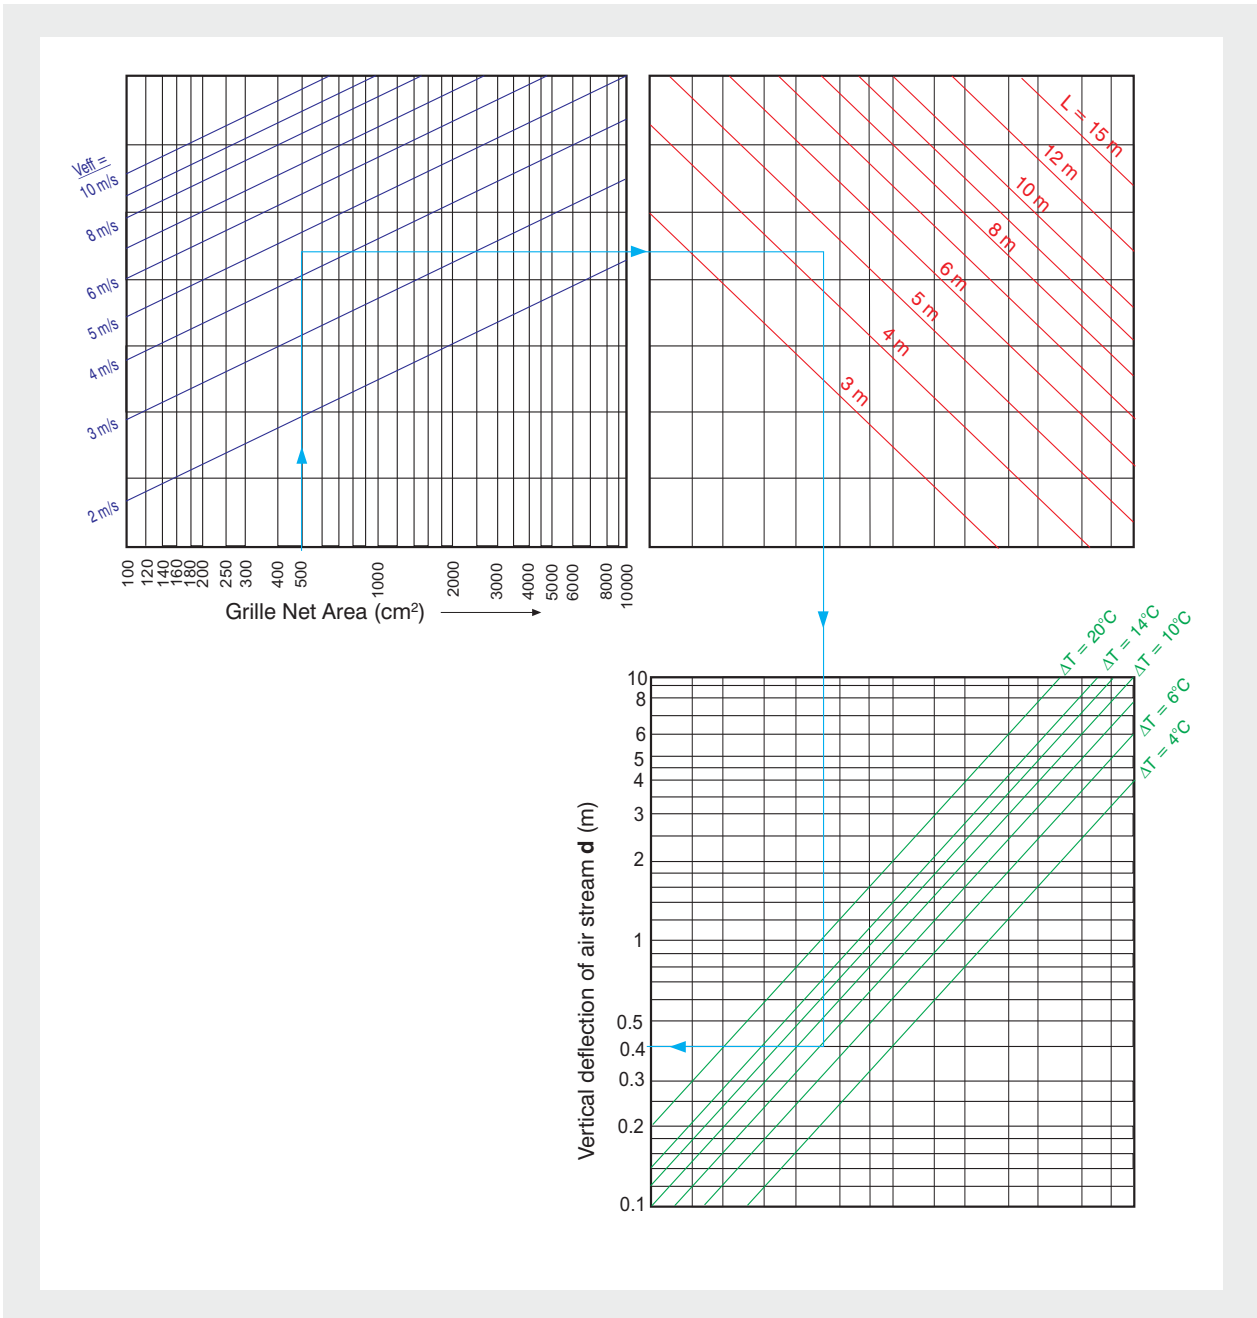 Veff =
10 m/s
8 m/s
6 m/s
5 m/s
4 m/s
3 m/s
2 m/s
100 120 140 160 180 200 250 300 400 500 1000 2000 3000 4000 5000 6000 8000 10000
Grille Net Area (cm²)
L = 15 m
12 m
10 m
8 m
6 m
5 m
4 m
3 m
ΔT = 20°C
ΔT = 14°C
ΔT = 10°C
ΔT = 6°C
ΔT = 4°C
10
8
6
5
4
3
2
1
0.5
0.4
0.3
0.2
0.1
Vertical deflection of air stream d (m)